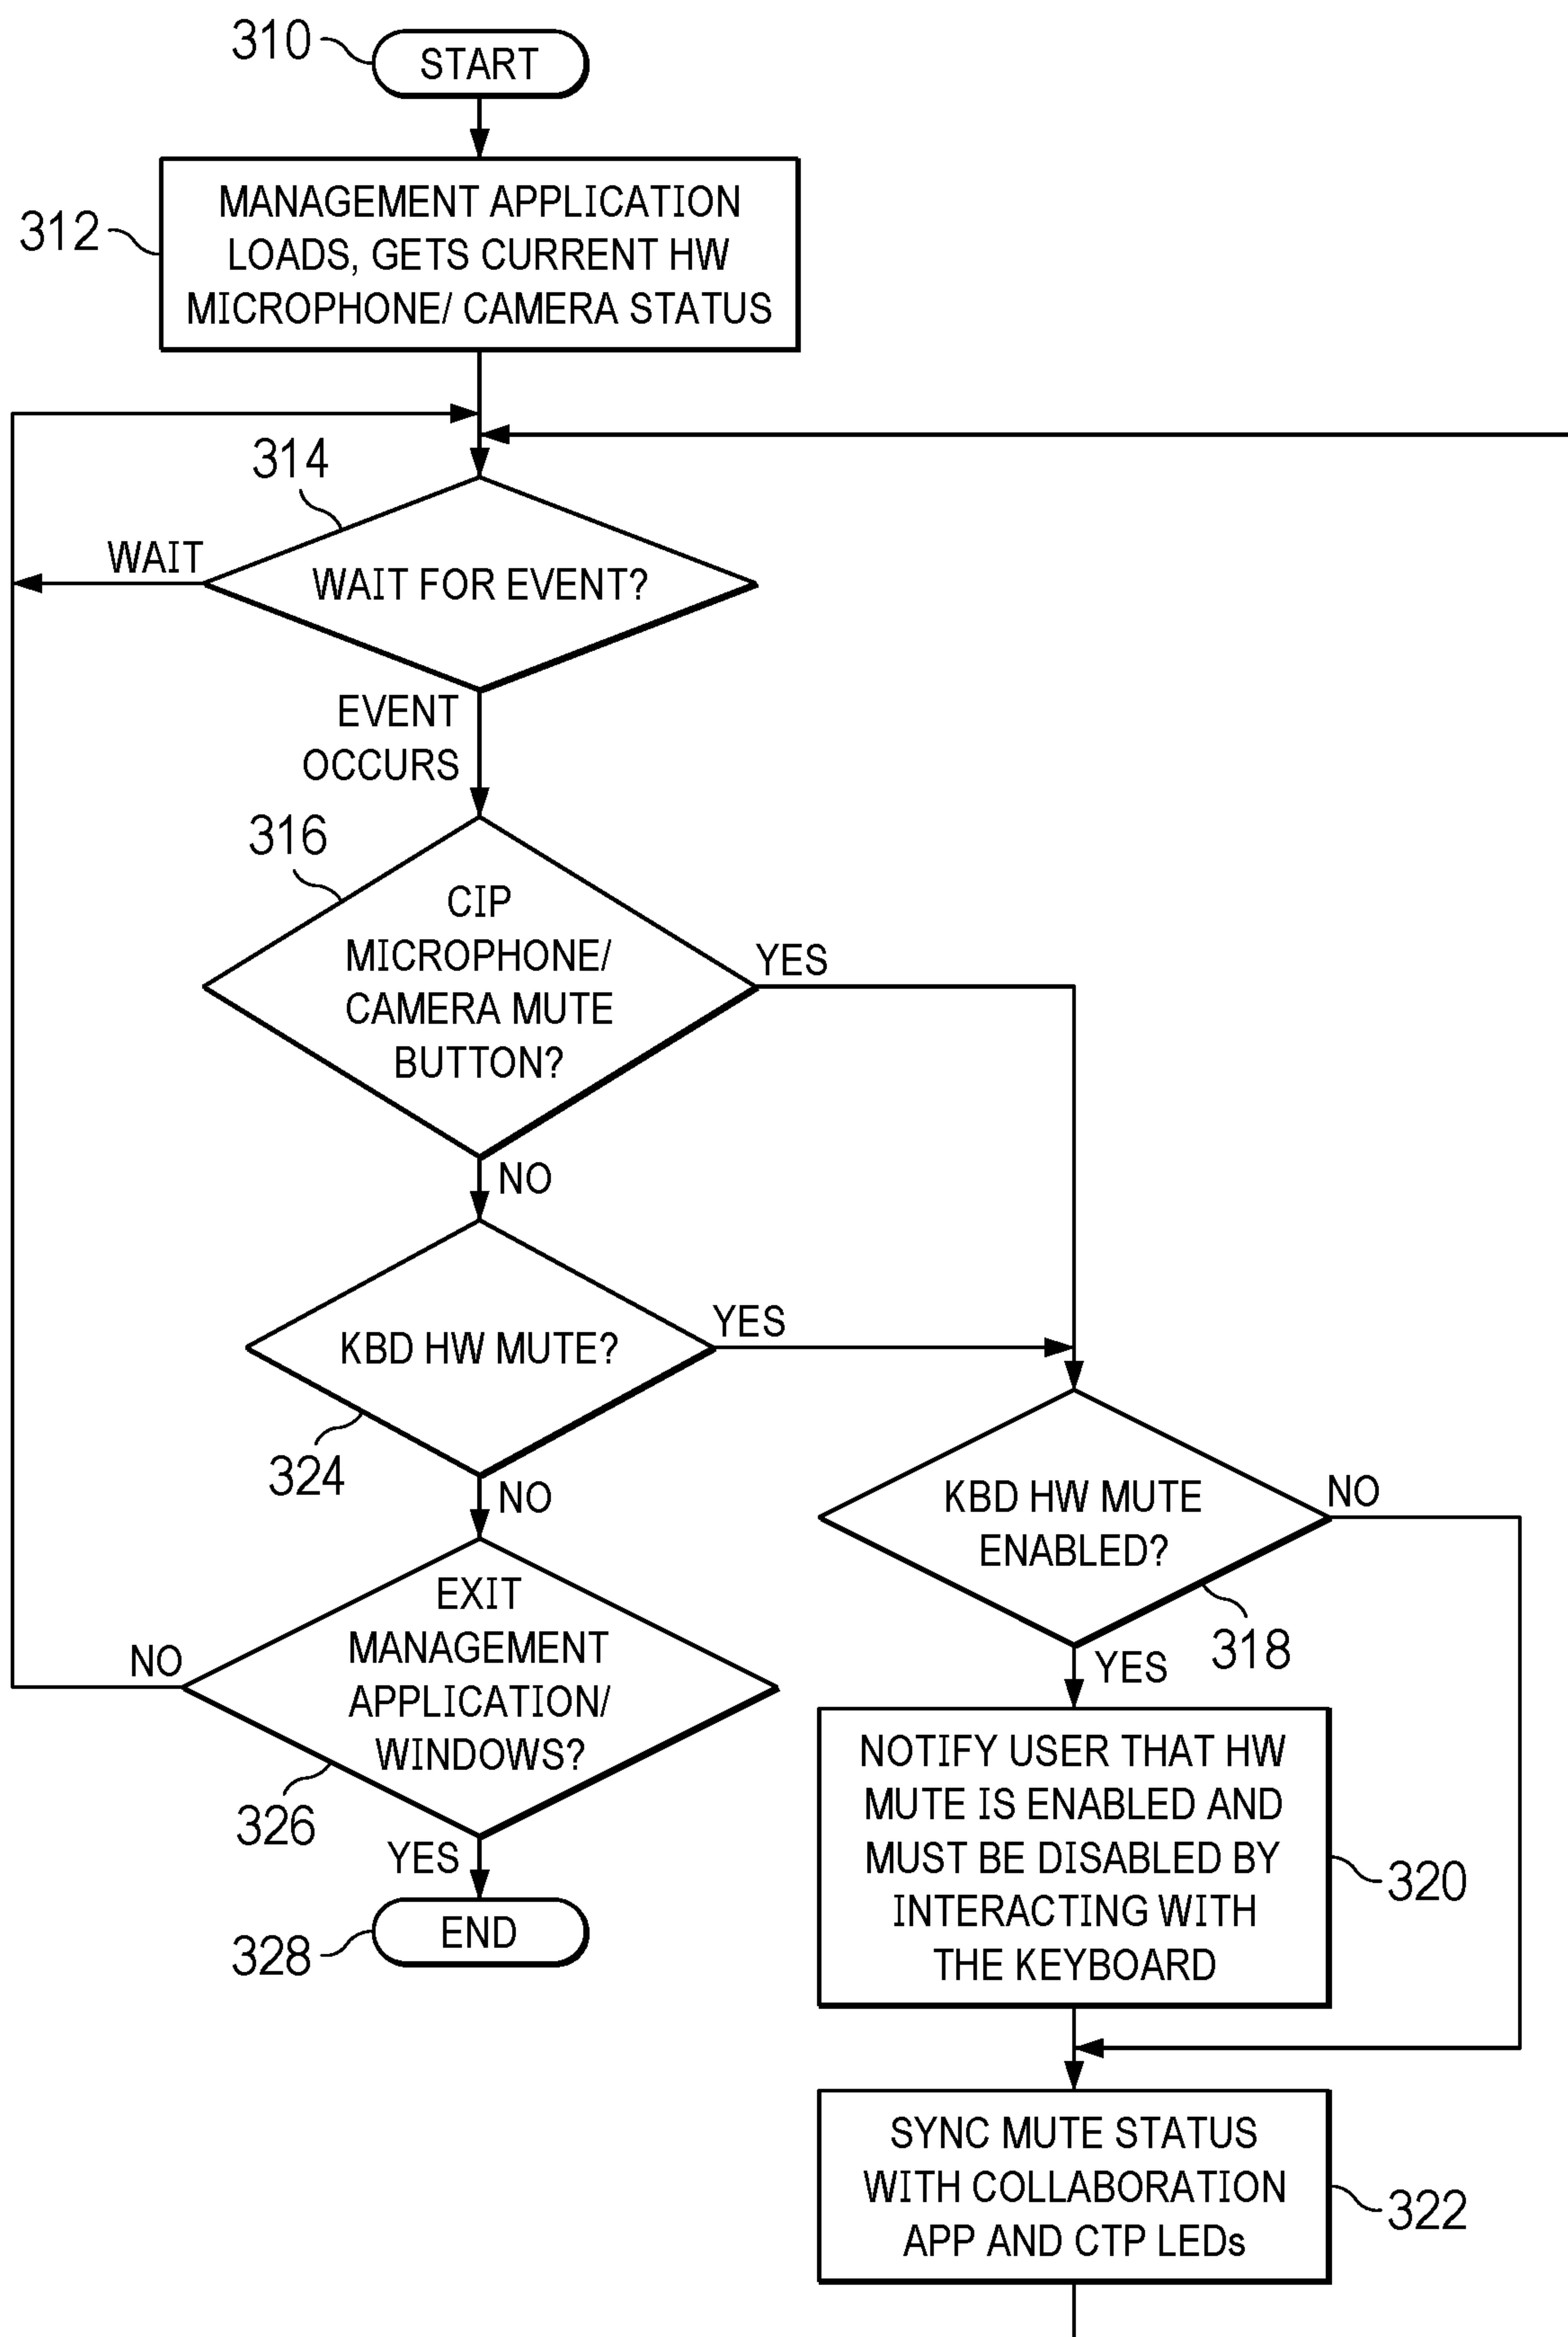 310
START
312
MANAGEMENT APPLICATION
LOADS, GETS CURRENT HW
MICROPHONE/ CAMERA STATUS
314
WAIT
WAIT FOR EVENT?
EVENT
OCCURS
316
CIP
MICROPHONE/
CAMERA MUTE
BUTTON?
YES
NO
KBD HW MUTE?
YES
324
NO
KBD HW MUTE
ENABLED?
NO
318
YES
EXIT
MANAGEMENT
APPLICATION/
WINDOWS?
NO
326
YES
328
END
NOTIFY USER THAT HW
MUTE IS ENABLED AND
MUST BE DISABLED BY
INTERACTING WITH
THE KEYBOARD
320
SYNC MUTE STATUS
WITH COLLABORATION
APP AND CTP LEDs
322